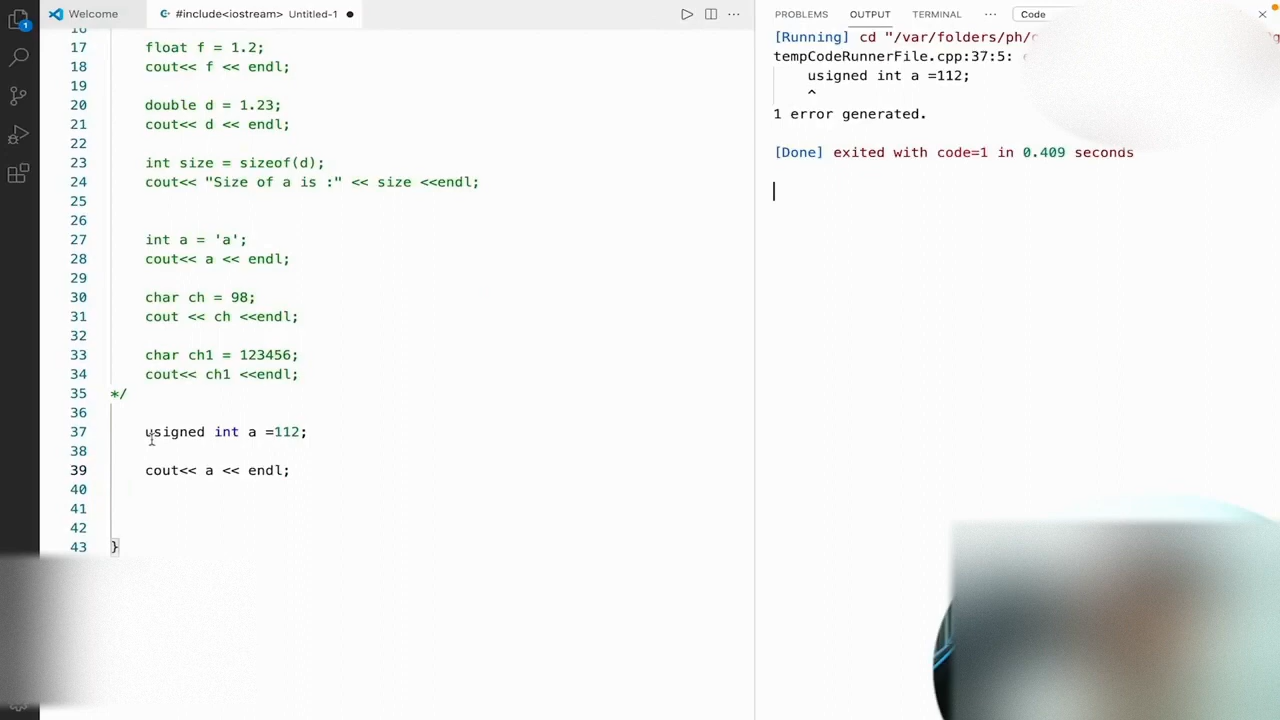 Welcome
#include<iostream> Untitled-1
PROBLEMS OUTPUT TERMINAL ... Code
1
16
17 float f = 1.2;
18 cout<< f << endl;
19
20 double d = 1.23;
21 cout<< d << endl;
22
23 int size = sizeof(d);
24 cout<< "Size of a is :" << size <<endl;
25
26
27 int a = 'a';
28 cout<< a << endl;
29
30 char ch = 98;
31 cout << ch <<endl;
32
33 char ch1 = 123456;
34 cout<< ch1 <<endl;
35 */
36
37 usigned int a =112;
38
39 cout<< a << endl;
40
41
42
43 }
[Running] cd "/var/folders/ph/
tempCodeRunnerFile.cpp:37:5:
usigned int a =112;
^
1 error generated.
[Done] exited with code=1 in 0.409 seconds